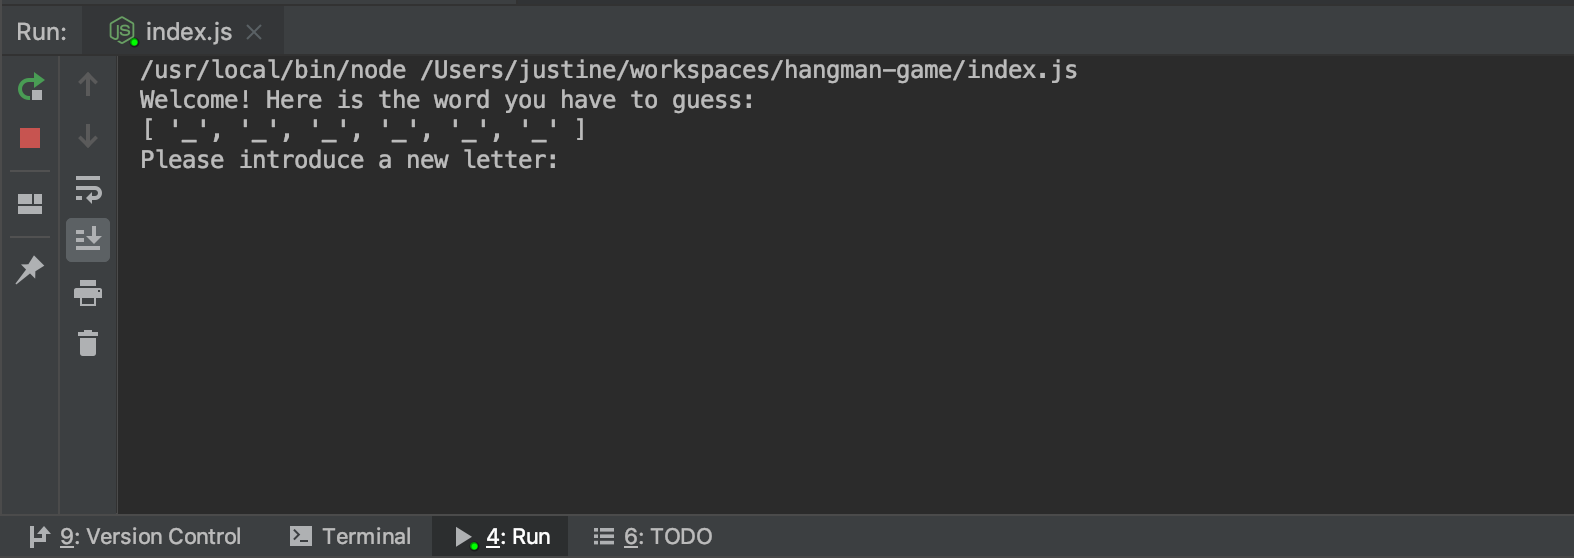 Run: index.js
/usr/local/bin/node /Users/justine/workspaces/hangman-game/index.js
Welcome! Here is the word you have to guess:
[ '_', '_', '_', '_', '_', '_' ]
Please introduce a new letter:
9: Version Control Terminal 4: Run 6: TODO